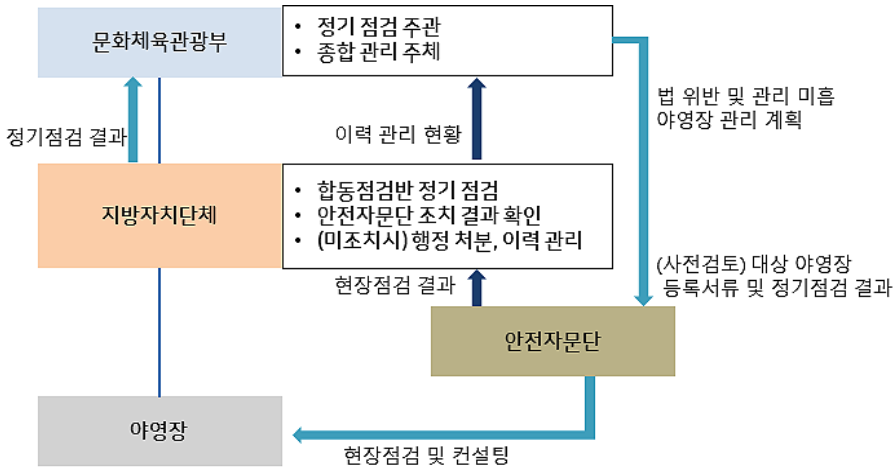 문화체육관광부
• 정기 점검 주관
• 종합 관리 주체
법 위반 및 관리 미흡
야영장 관리 계획
정기점검 결과
이력 관리 현황
지방자치단체
• 합동점검반 정기 점검
• 안전자문단 조치 결과 확인
• (미조치시) 행정 처분, 이력 관리
(사전검토) 대상 야영장
등록서류 및 정기점검 결과
현장점검 결과
안전자문단
야영장
현장점검 및 컨설팅